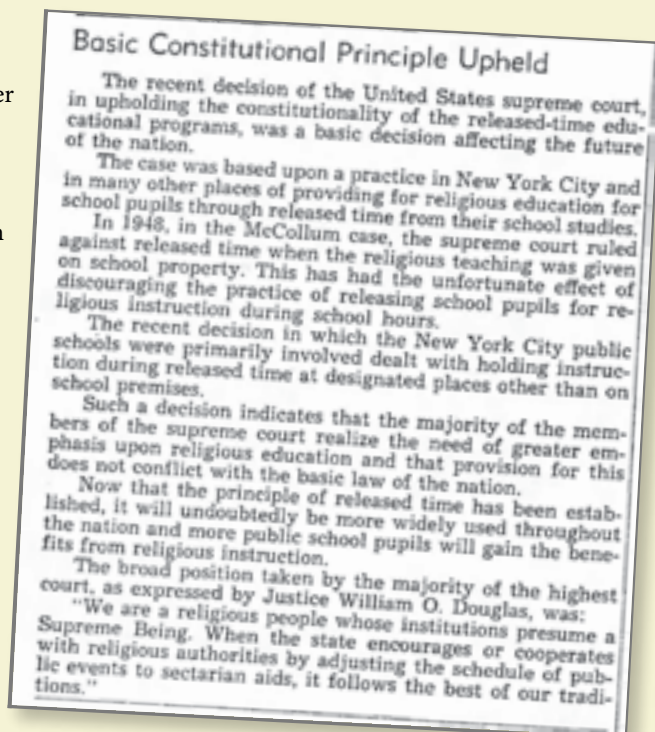 er
n
Basic Constitutional Principle Upheld
The recent decision of the United States supreme court,
in upholding the constitutionality of the released-time edu-
cational programs, was a basic decision affecting the future
of the nation.
The case was based upon a practice in New York City and
in many other places of providing for religious education for
school pupils through released time from their school studies.
In 1948, in the McCollum case, the supreme court ruled
against released time when the religious teaching was given
on school property. This has had the unfortunate effect of
discouraging the practice of releasing school pupils for re-
ligious instruction during school hours.
The recent decision in which the New York City public
schools were primarily involved dealt with holding instruc-
tion during released time at designated places other than on
school premises.
Such a decision indicates that the majority of the mem-
bers of the supreme court realize the need of greater em-
phasis upon religious education and that provision for this
does not conflict with the basic law of the nation.
Now that the principle of released time has been estab-
lished, it will undoubtedly be more widely used throughout
the nation and more public school pupils will gain the bene-
fits from religious instruction.
The broad position taken by the majority of the highest
court, as expressed by Justice William O. Douglas, was:
"We are a religious people whose institutions presume a
Supreme Being. When the state encourages or cooperates
with religious authorities by adjusting the schedule of pub-
lic events to sectarian aids, it follows the best of our tradi-
tions."